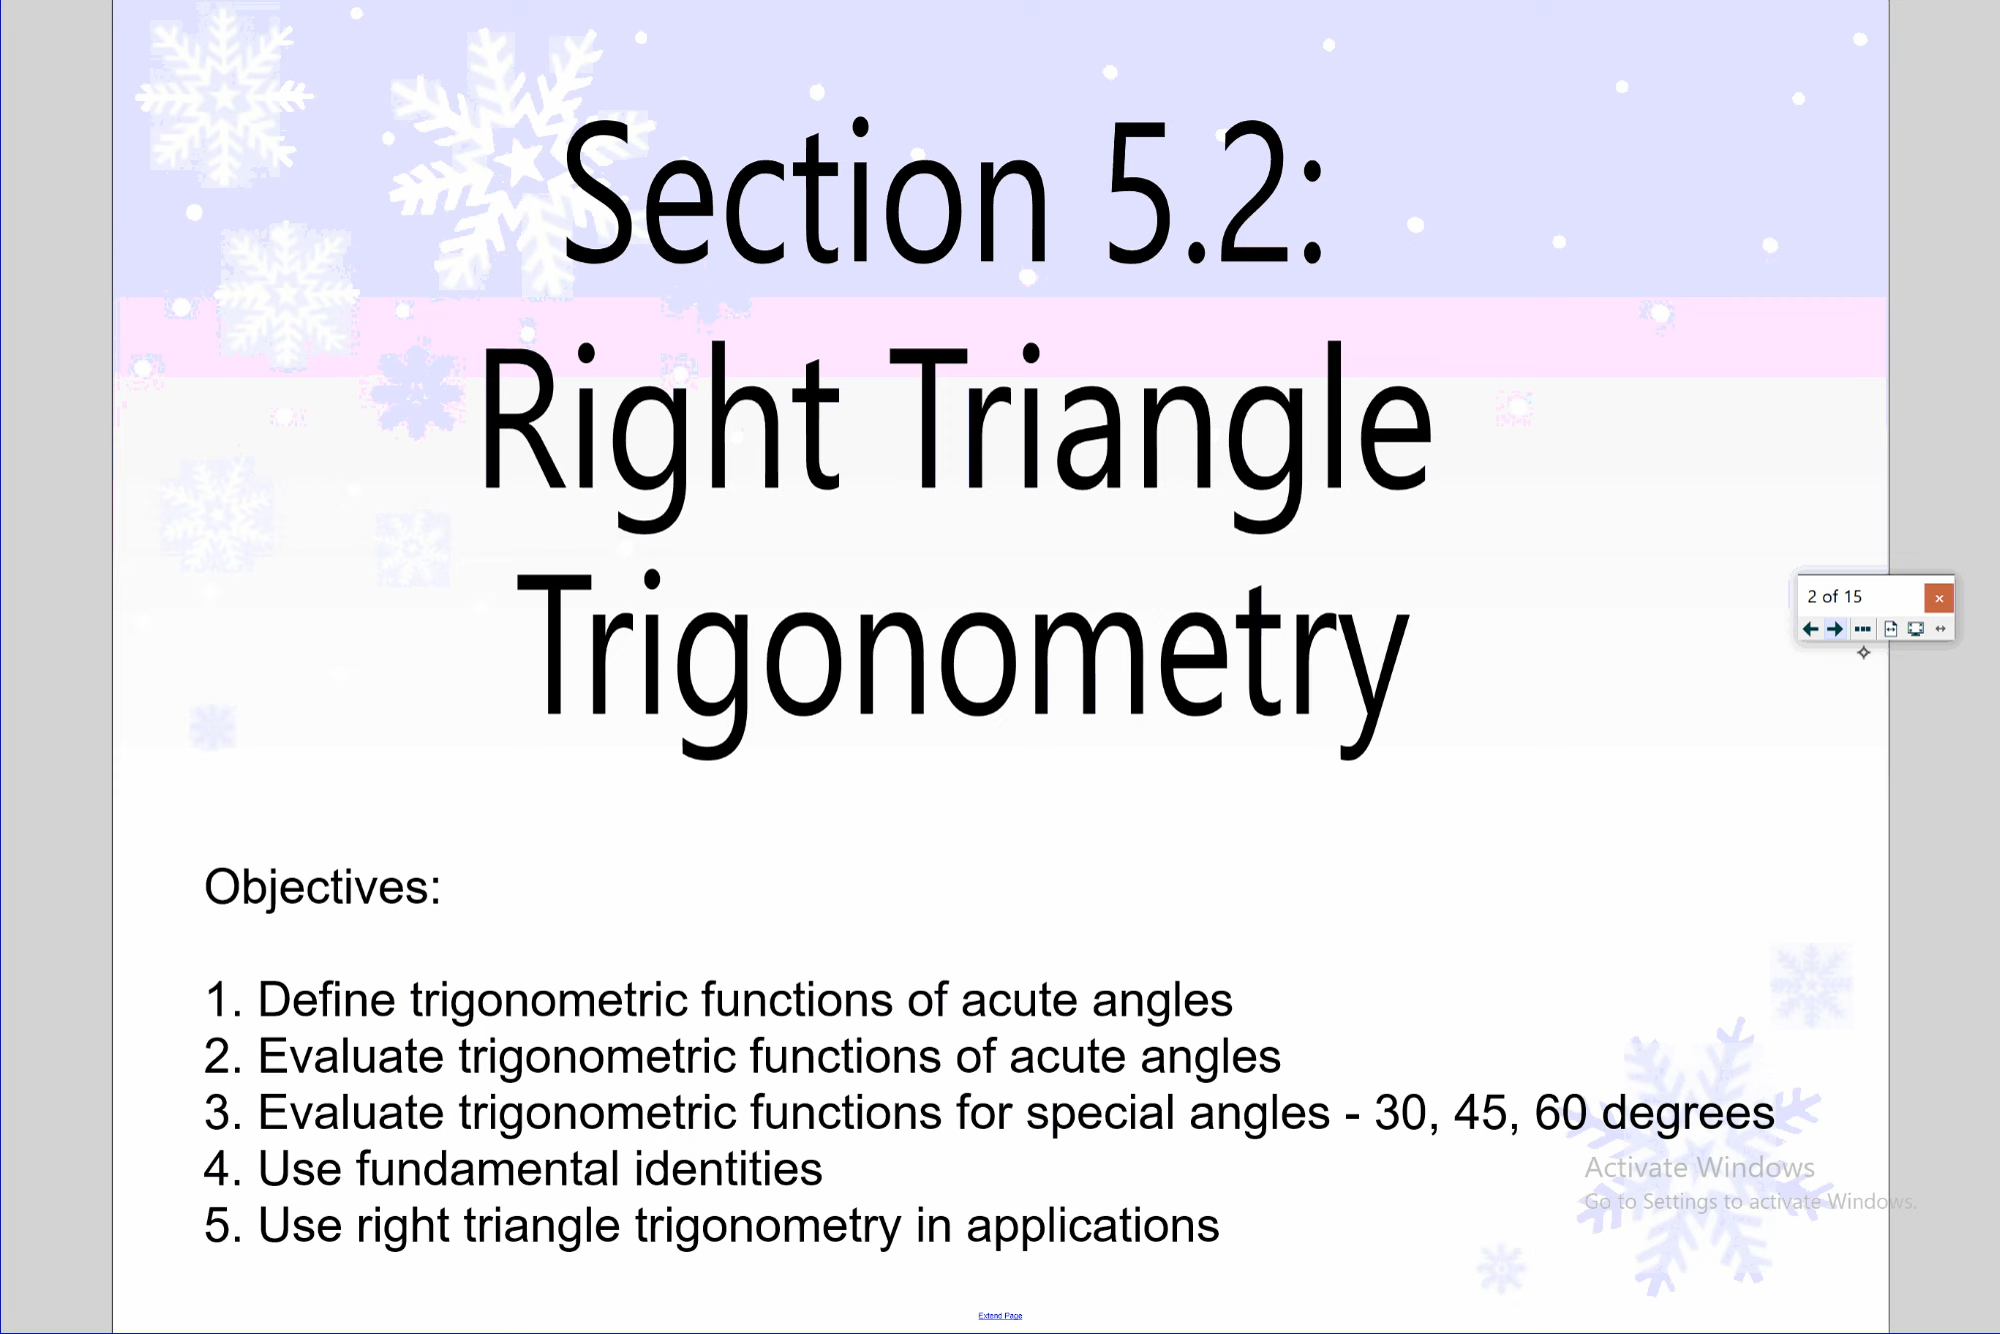 Section 5.2:
Right Triangle
Trigonometry
2 of 15
Objectives:
1. Define trigonometric functions of acute angles
2. Evaluate trigonometric functions of acute angles
3. Evaluate trigonometric functions for special angles - 30, 45, 60 degrees
4. Use fundamental identities
5. Use right triangle trigonometry in applications
Activate Windows
Go to Settings to activate Windows.
Extend Page